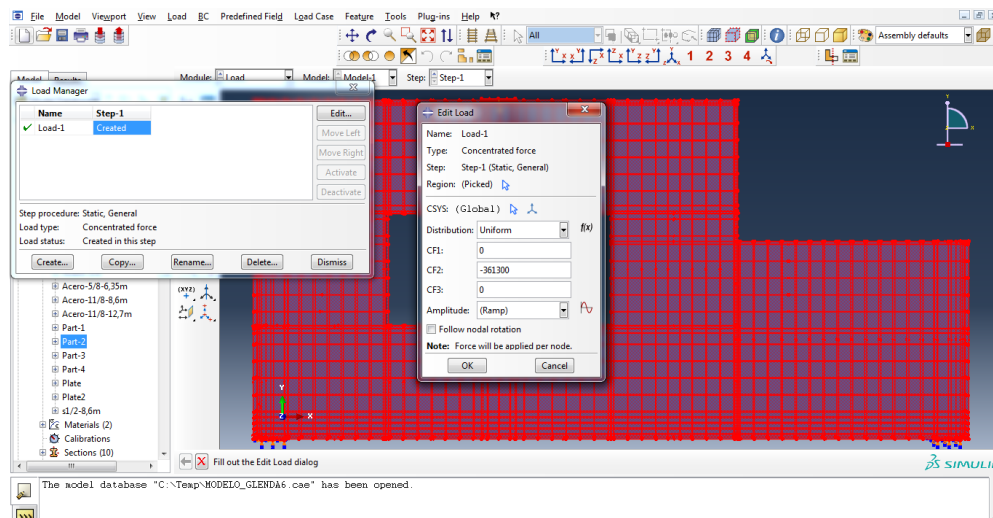 File Model Viewport View Load BC Predefined Field Load Case Feature Tools Plug-ins Help
All
1 2 3 4
Assembly defaults
Model Results
Module: Load Model: Model-1 Step: Step-1
Load Manager
Name Step-1
Load-1 Created
Edit...
Move Left
Move Right
Activate
Deactivate
Step procedure: Static, General
Load type: Concentrated force
Load status: Created in this step
Create... Copy... Rename... Delete... Dismiss
Edit Load
Name: Load-1
Type: Concentrated force
Step: Step-1 (Static, General)
Region: (Picked)
CSYS: (Global)
Distribution: Uniform f(x)
CF1: 0
CF2: -361300
CF3: 0
Amplitude: (Ramp)
Follow nodal rotation
Note: Force will be applied per node.
OK Cancel
Acero-5/8-6,35m
Acero-11/8-8,6m
Acero-11/8-12,7m
Part-1
Part-2
Part-3
Part-4
Plate
Plate2
s1/2-8,6m
Materials (2)
Calibrations
Sections (10)
(XYZ)
Y
X
Z
Y
X
Fill out the Edit Load dialog
The model database "C:\Temp\MODELO_GLENDA6.cae" has been opened.